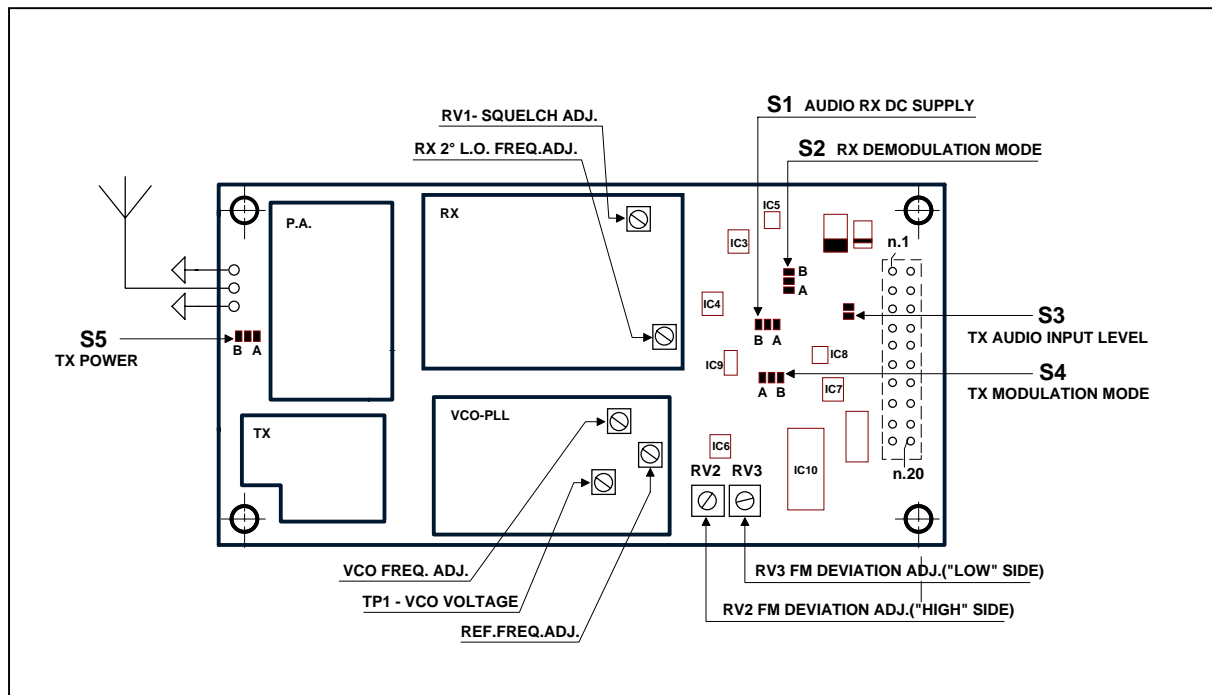 S1 AUDIO RX DC SUPPLY
RV1- SQUELCH ADJ.
S2 RX DEMODULATION MODE
RX 2° L.O. FREQ.ADJ.
P.A.
RX
IC5
IC3
n.1
B
A
IC4
S5
TX POWER
B A
B A
S3
TX AUDIO INPUT LEVEL
IC9
IC8
A B
IC7
S4
TX MODULATION MODE
TX
VCO-PLL
IC6
RV2 RV3
IC10
n.20
VCO FREQ. ADJ.
RV3 FM DEVIATION ADJ.("LOW" SIDE)
TP1 - VCO VOLTAGE
RV2 FM DEVIATION ADJ.("HIGH" SIDE)
REF.FREQ.ADJ.